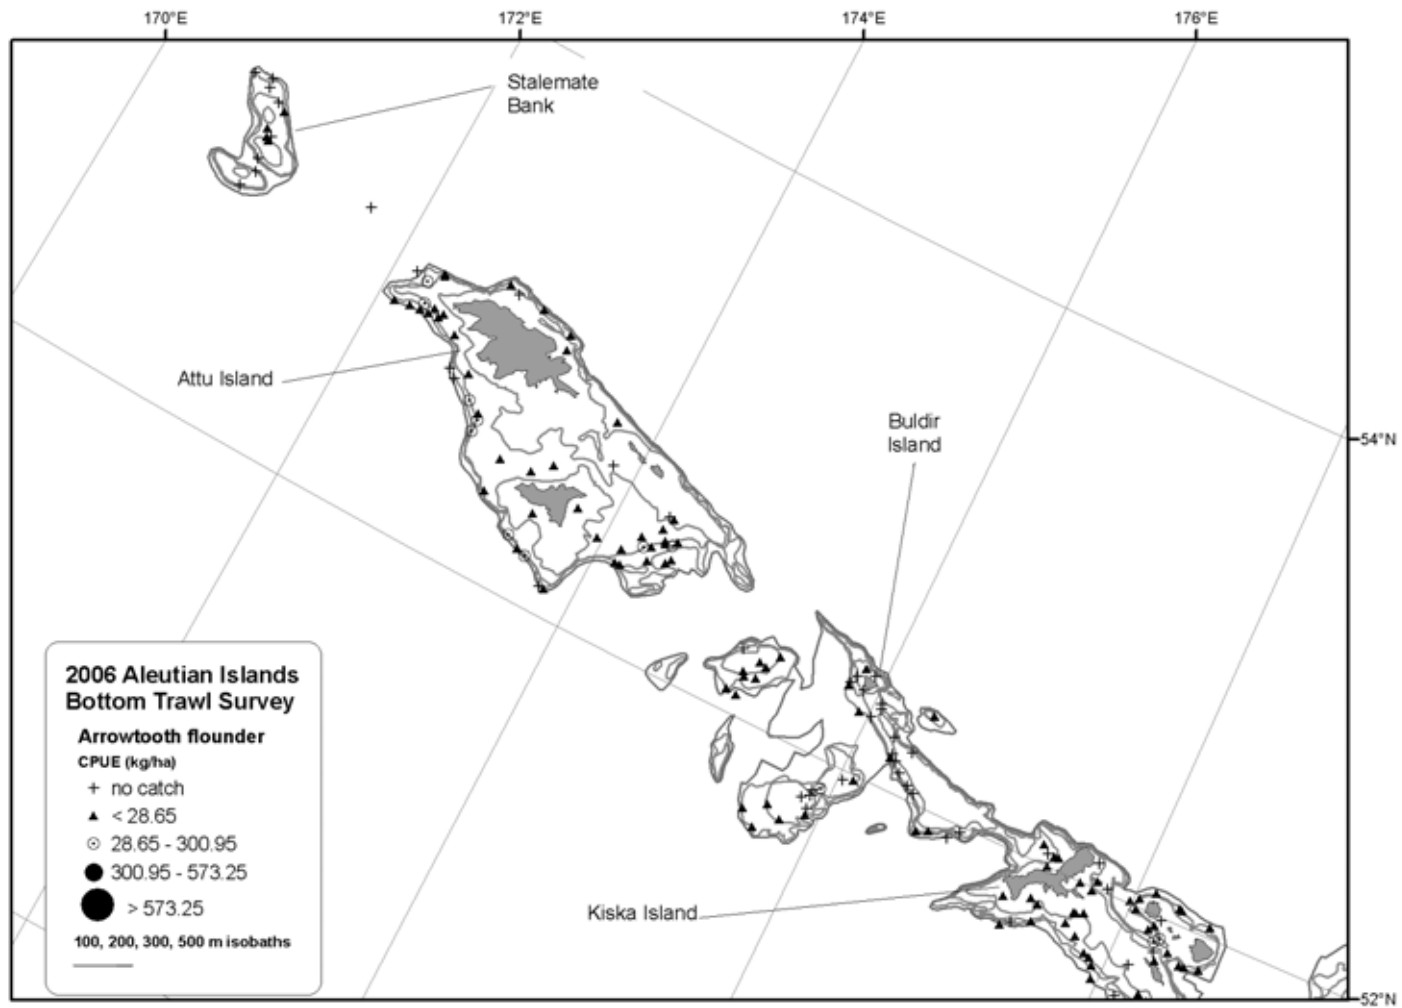 170°E 172°E 174°E 176°E
Stalemate
Bank
Attu Island
Buldir
Island
54°N
Kiska Island
52°N
2006 Aleutian Islands
Bottom Trawl Survey
Arrowtooth flounder
CPUE (kg/ha)
no catch
< 28.65
28.65 - 300.95
300.95 - 573.25
> 573.25
100, 200, 300, 500 m isobaths